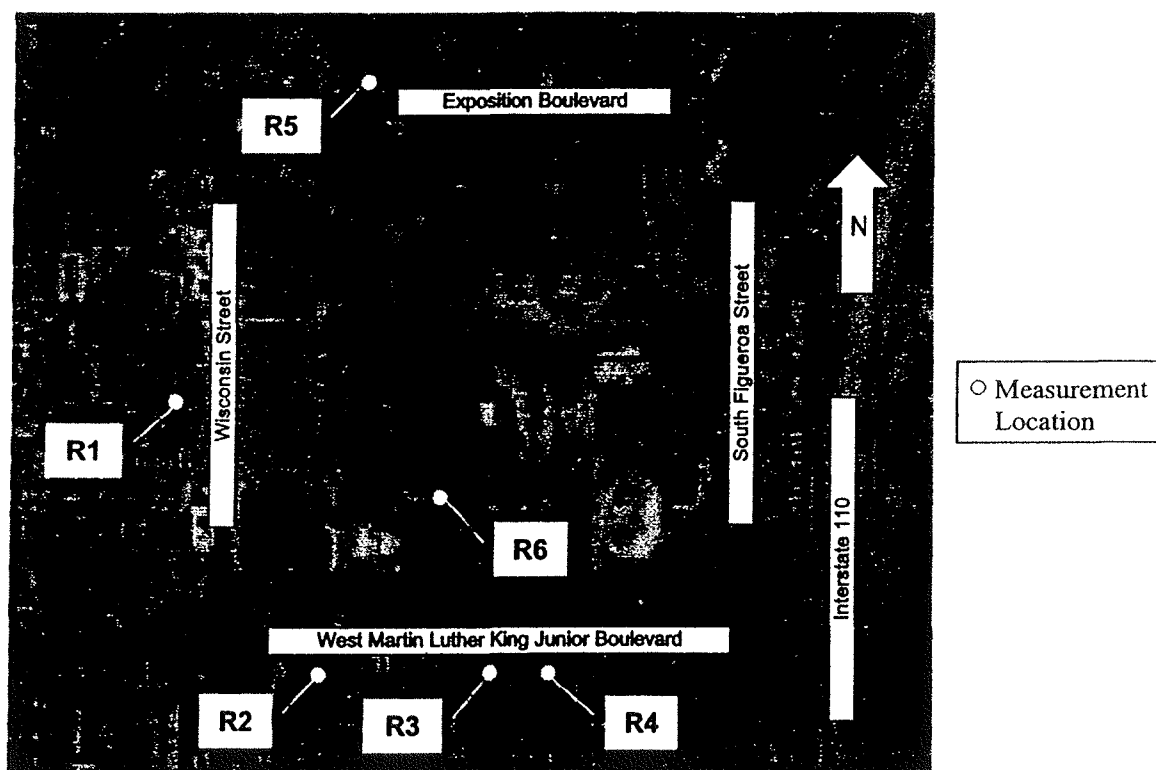 Exposition Boulevard
R5
N
Wisconsin Street
South Figueroa Street
Measurement
Location
R1
Interstate 110
R6
West Martin Luther King Junior Boulevard
R2
R3
R4